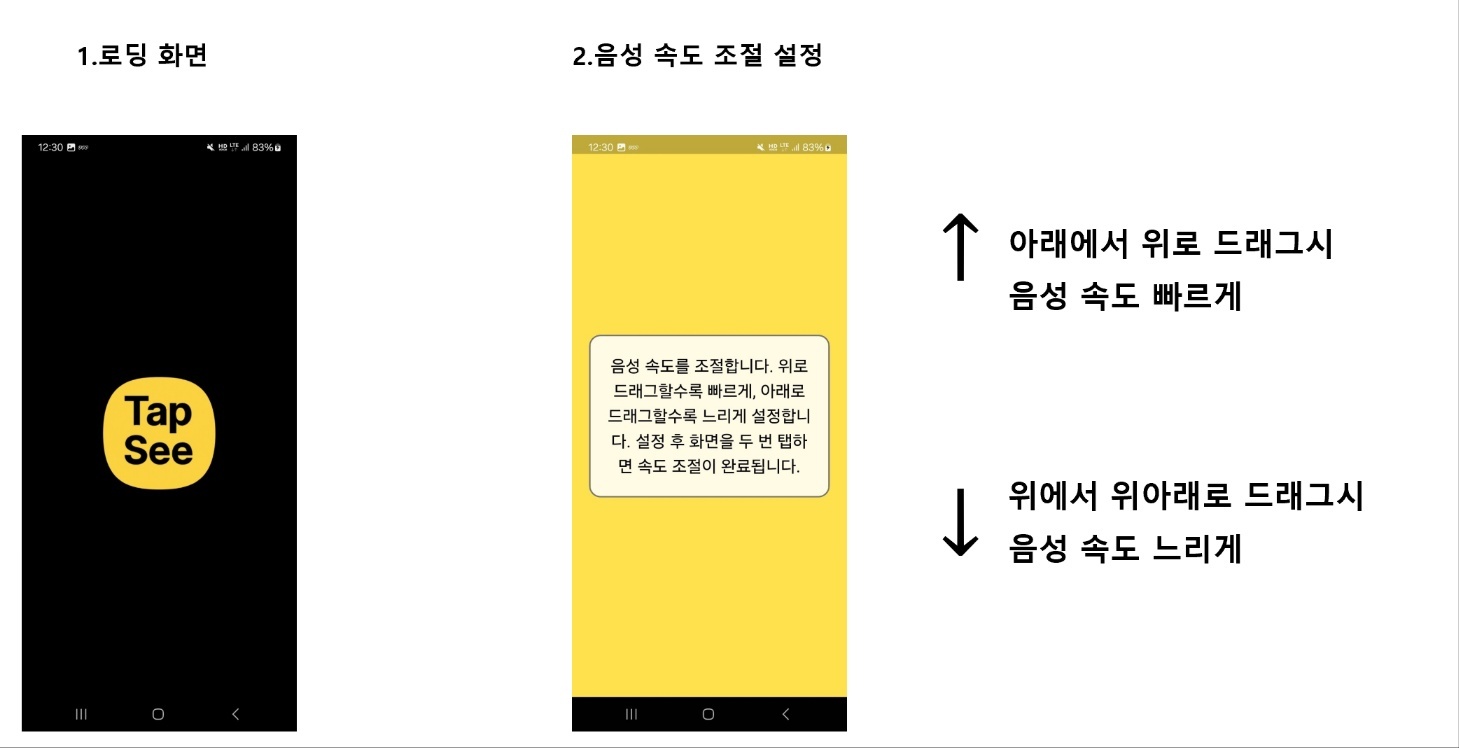 1.로딩 화면
2.음성 속도 조절 설정
12:30
HD LTE 83%
Tap
See
12:30
HD LTE 83%
음성 속도를 조절합니다. 위로
드래그할수록 빠르게, 아래로
드래그할수록 느리게 설정합니
다. 설정 후 화면을 두 번 탭하
면 속도 조절이 완료됩니다.
아래에서 위로 드래그시
음성 속도 빠르게
위에서 위아래로 드래그시
음성 속도 느리게